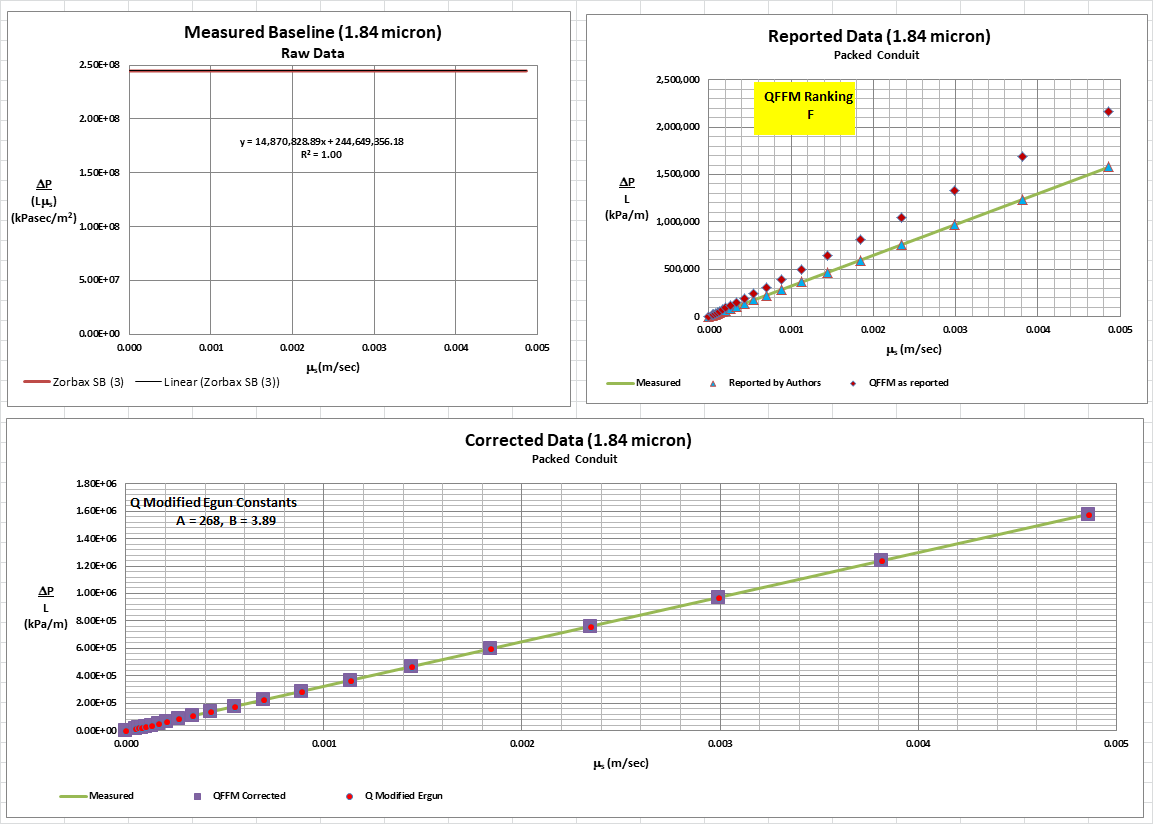 Measured Baseline (1.84 micron)
Raw Data
2.50E+08
2.00E+08
1.50E+08
1.00E+08
5.00E+07
0.00E+00
ΔP
(Lμs)
(kPasec/m²)
y = 14,870,828.89x + 244,649,356.18
R² = 1.00
0.000
0.001
0.002
0.003
0.004
0.005
μs(m/sec)
Zorbax SB (3)
Linear (Zorbax SB (3))
Reported Data (1.84 micron)
Packed Conduit
QFFM Ranking
F
2,500,000
2,000,000
1,500,000
1,000,000
500,000
0
ΔP
L
(kPa/m)
0.000
0.001
0.002
0.003
0.004
0.005
μs (m/sec)
Measured
Reported by Authors
QFFM as reported
Corrected Data (1.84 micron)
Packed Conduit
Q Modified Egun Constants
A = 268, B = 3.89
1.80E+06
1.60E+06
1.40E+06
1.20E+06
1.00E+06
8.00E+05
6.00E+05
4.00E+05
2.00E+05
0.00E+00
ΔP
L
(kPa/m)
0.000
0.001
0.002
0.003
0.004
0.005
μs (m/sec)
Measured
QFFM Corrected
Q Modified Ergun